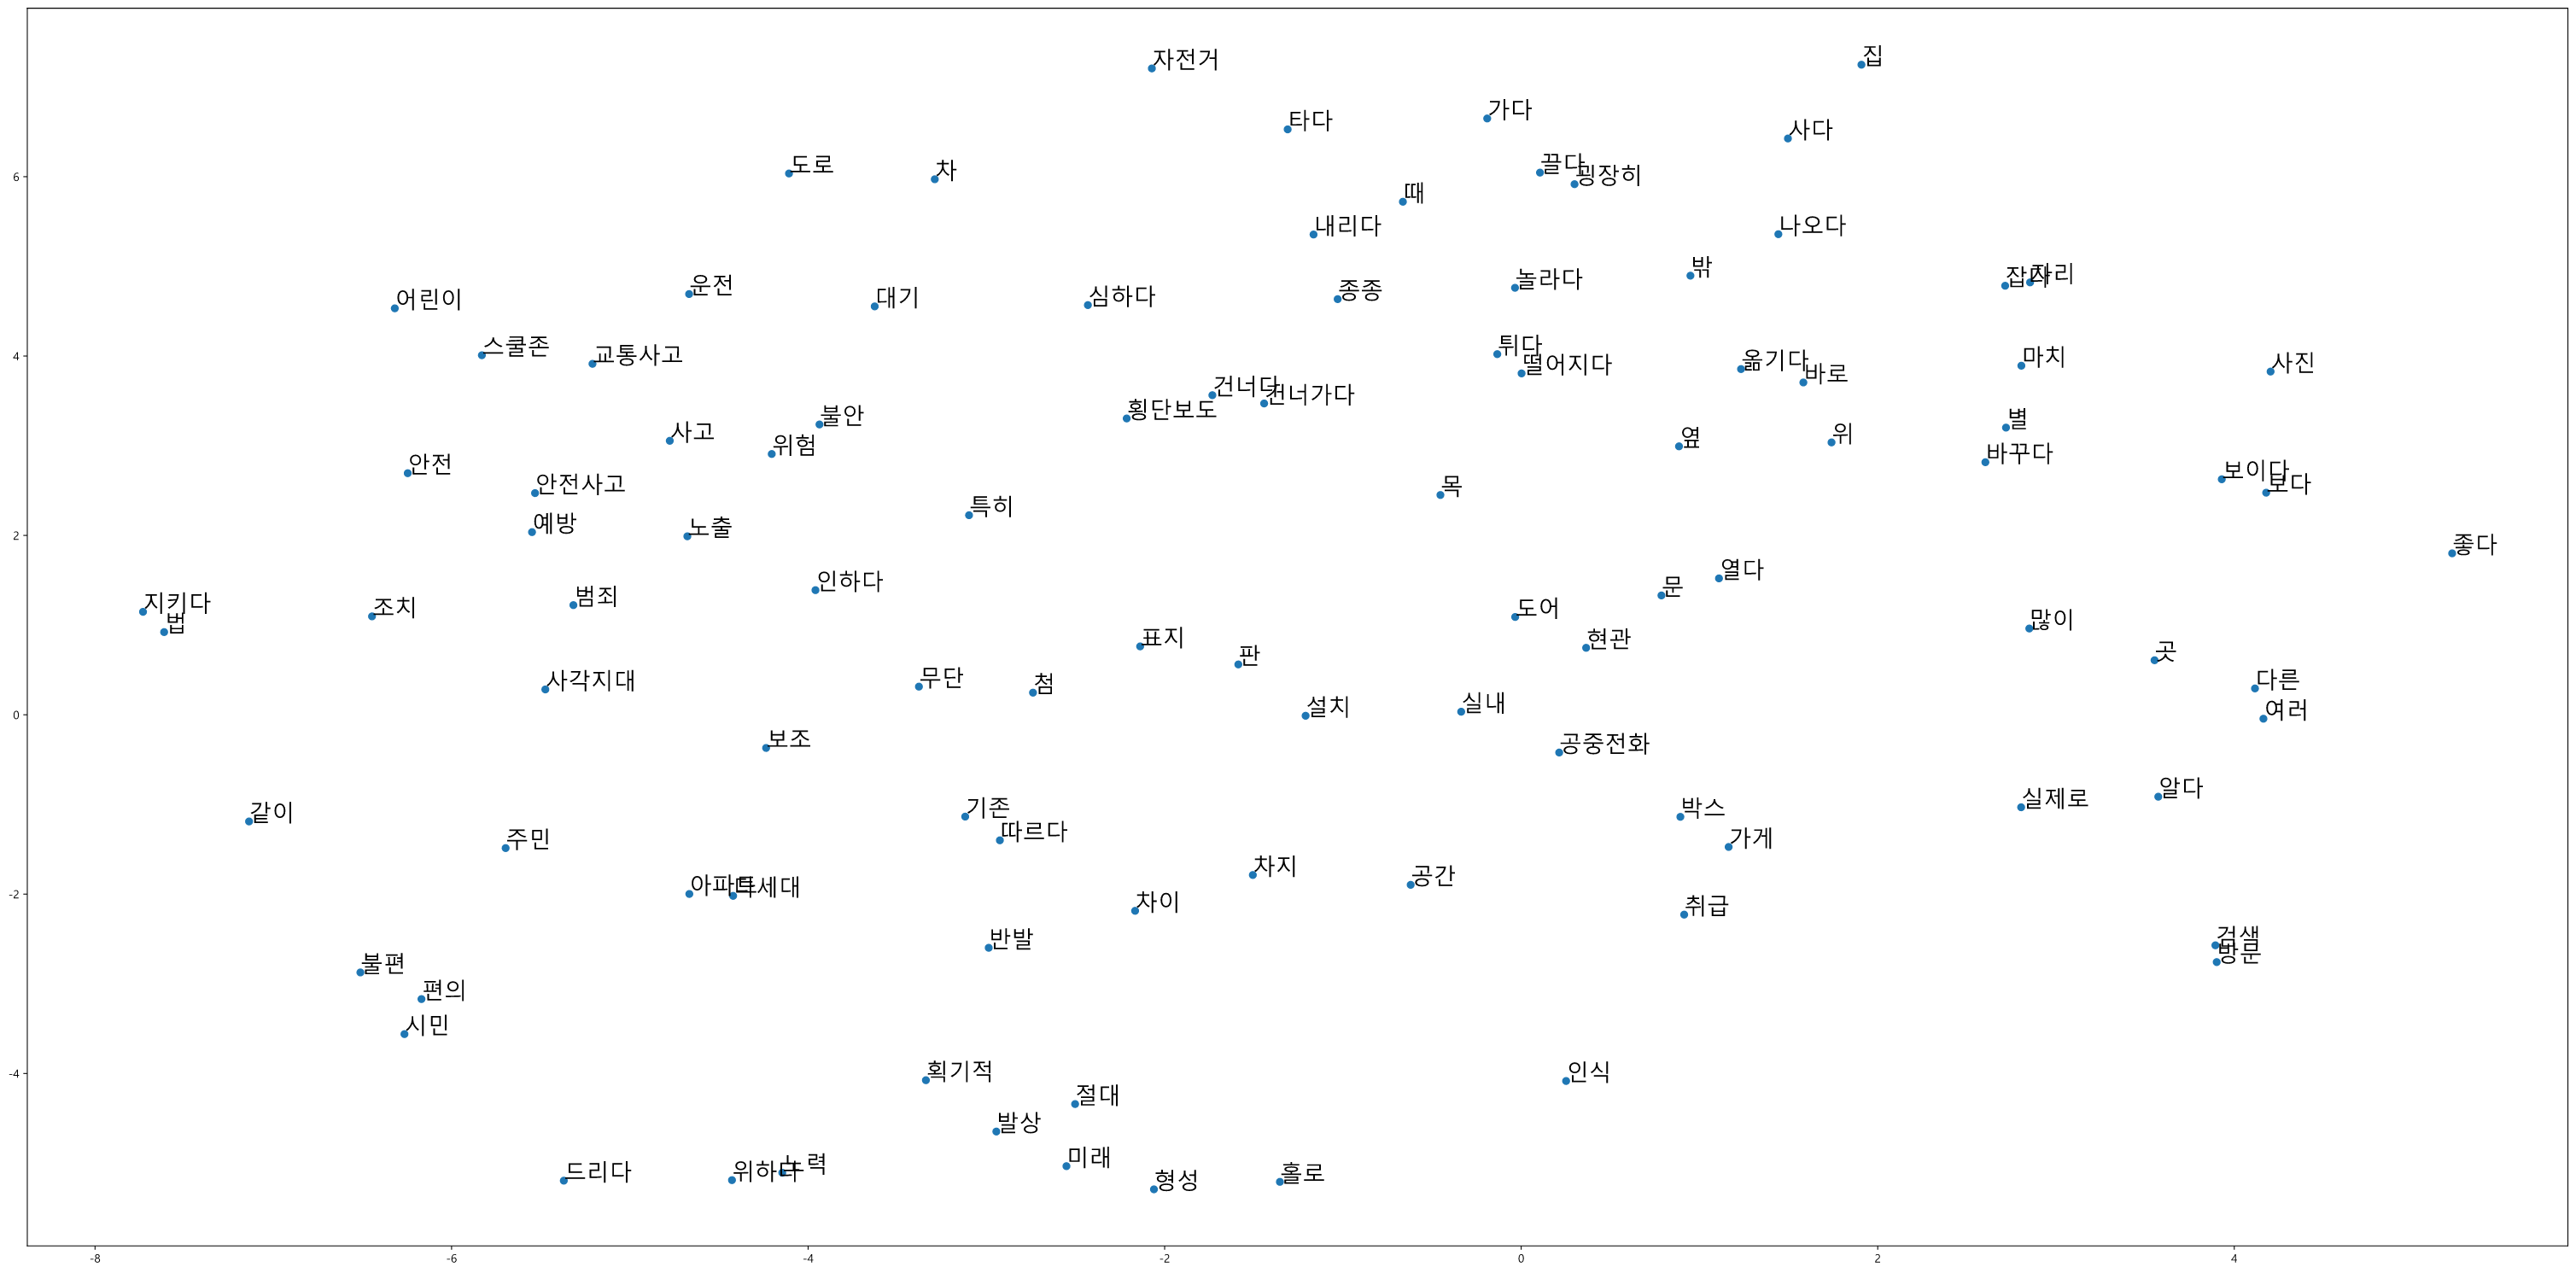 집
자전거
가다
타다
사다
도로
차
끌다
굉장히
때
내리다
나오다
밖
잡다
자리
놀라다
종종
심하다
대기
운전
어린이
스쿨존
교통사고
튀다
떨어지다
옮기다
바로
마치
사진
건너다
건너가다
횡단보도
불안
사고
위험
별
위
옆
바꾸다
안전
안전사고
보이다
보다
목
특히
예방
노출
좋다
열다
문
인하다
범죄
조치
지키다
법
도어
많이
현관
표지
판
곳
다른
사각지대
무단
첨
여러
설치
실내
공중전화
보조
알다
실제로
같이
기존
박스
따르다
주민
가게
차지
공간
아파트
다세대
차이
취급
반발
검색
방문
불편
편의
시민
획기적
인식
절대
발상
미래
노력
위하다
드리다
형성
홀로
6
4
2
0
-2
-4
-8
-6
-4
-2
0
2
4